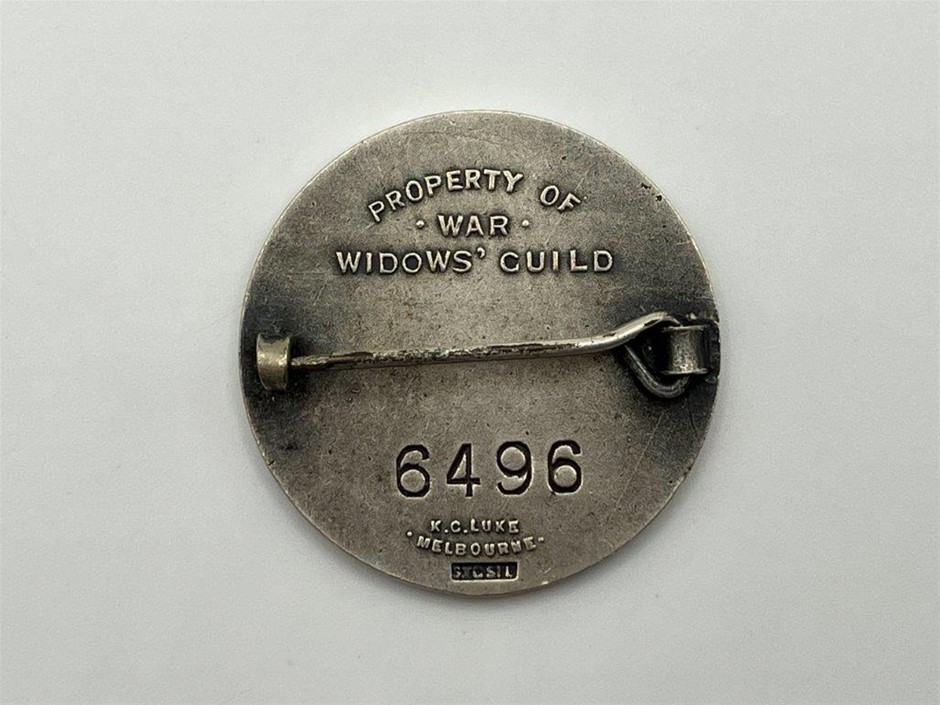 PROPERTY OF
· WAR ·
WIDOWS' GUILD
6496
K.C.LUKE
·MELBOURNE·